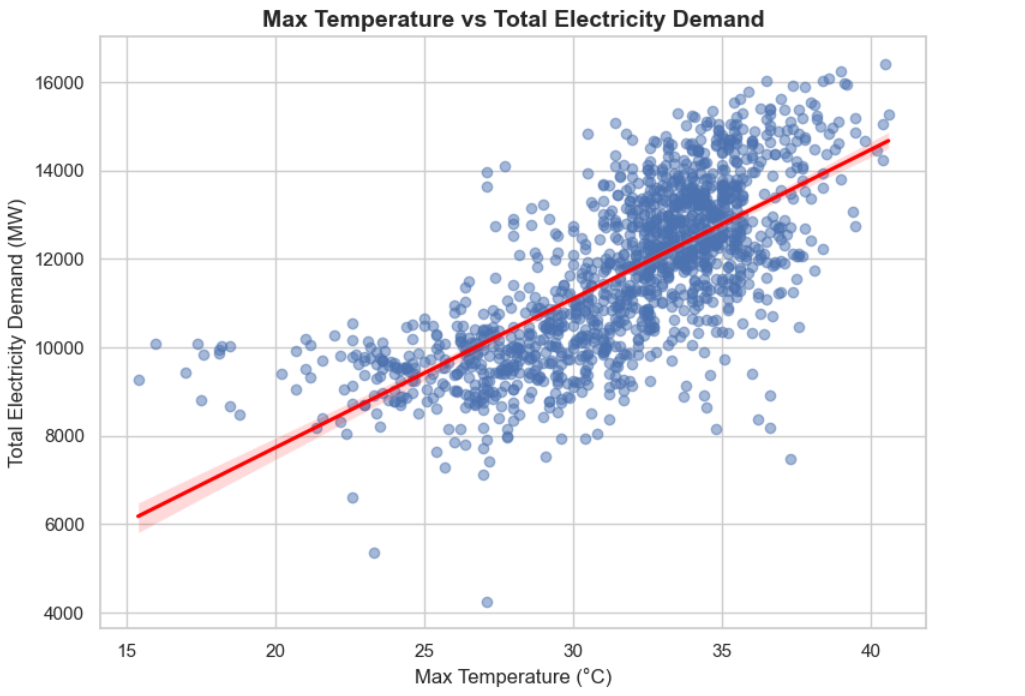 Max Temperature vs Total Electricity Demand
Total Electricity Demand (MW)
16000
14000
12000
10000
8000
6000
4000
15 20 25 30 35 40
Max Temperature (°C)